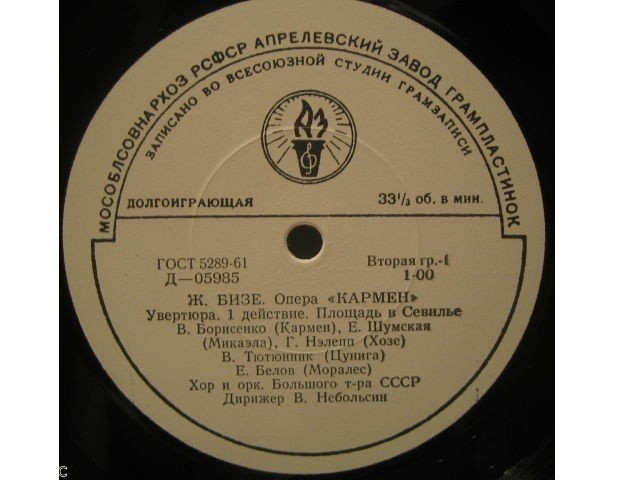 МОСОБЛСОВНАРХОЗ РСФСР АПРЕЛЕВСКИЙ ЗАВОД ГРАМПЛАСТИНОК
ЗАПИСАНО ВО ВСЕСОЮЗНОЙ СТУДИИ ГРАМЗАПИСИ
АЗ
ДОЛГОИГРАЮЩАЯ 33 1/3 об. в мин.
ГОСТ 5289-61 Вторая гр.-1
Д—05985 1-00
Ж. БИЗЕ. Опера «КАРМЕН»
Увертюра. 1 действие. Площадь в Севилье
В. Борисенко (Кармен), Е. Шумская
(Микаэла), Г. Нэлепп (Хозе)
В. Тютюнник (Цунига)
Е. Белов (Моралес)
Хор и орк. Большого т-ра СССР
Дирижер В. Небольсин